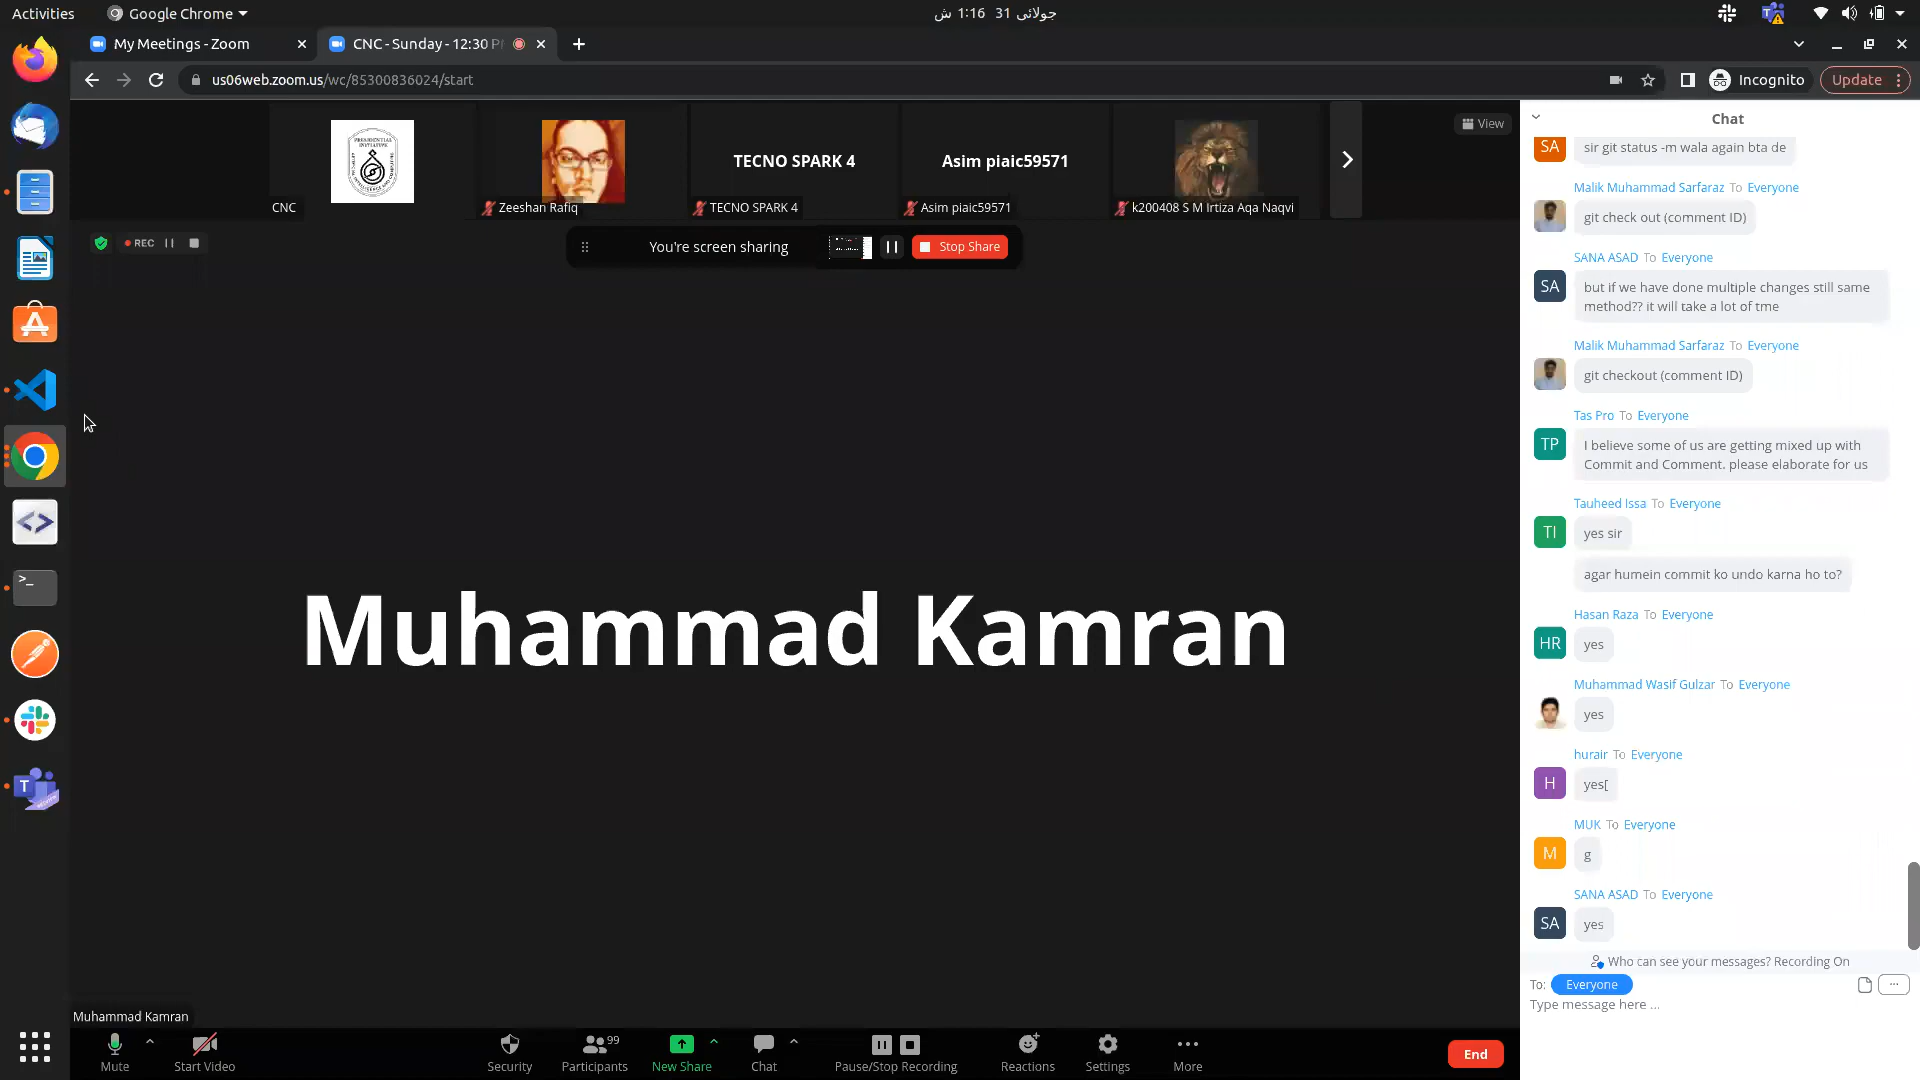 Activities
Google Chrome
جولائی 31 1:16 ش
My Meetings - Zoom
CNC - Sunday - 12:30 P
us06web.zoom.us/wc/85300836024/start
Incognito
Update
TECNO SPARK 4
Asim piaic59571
CNC
Zeeshan Rafiq
TECNO SPARK 4
Asim piaic59571
k200408 S M Irtiza Aqa Naqvi
View
REC
You're screen sharing
Stop Share
Muhammad Kamran
Muhammad Kamran
Mute
Start Video
Security
99
Participants
New Share
Chat
Pause/Stop Recording
Reactions
Settings
More
End
Chat
SA
sir git status -m wala again bta de
Malik Muhammad Sarfaraz To Everyone
git check out (comment ID)
SANA ASAD To Everyone
SA
but if we have done multiple changes still same
method?? it will take a lot of tme
Malik Muhammad Sarfaraz To Everyone
git checkout (comment ID)
Tas Pro To Everyone
TP
I believe some of us are getting mixed up with
Commit and Comment. please elaborate for us
Tauheed Issa To Everyone
TI
yes sir
agar humein commit ko undo karna ho to?
Hasan Raza To Everyone
HR
yes
Muhammad Wasif Gulzar To Everyone
yes
hurair To Everyone
H
yes[
MUK To Everyone
M
g
SANA ASAD To Everyone
SA
yes
Who can see your messages? Recording On
To: Everyone
Type message here ...